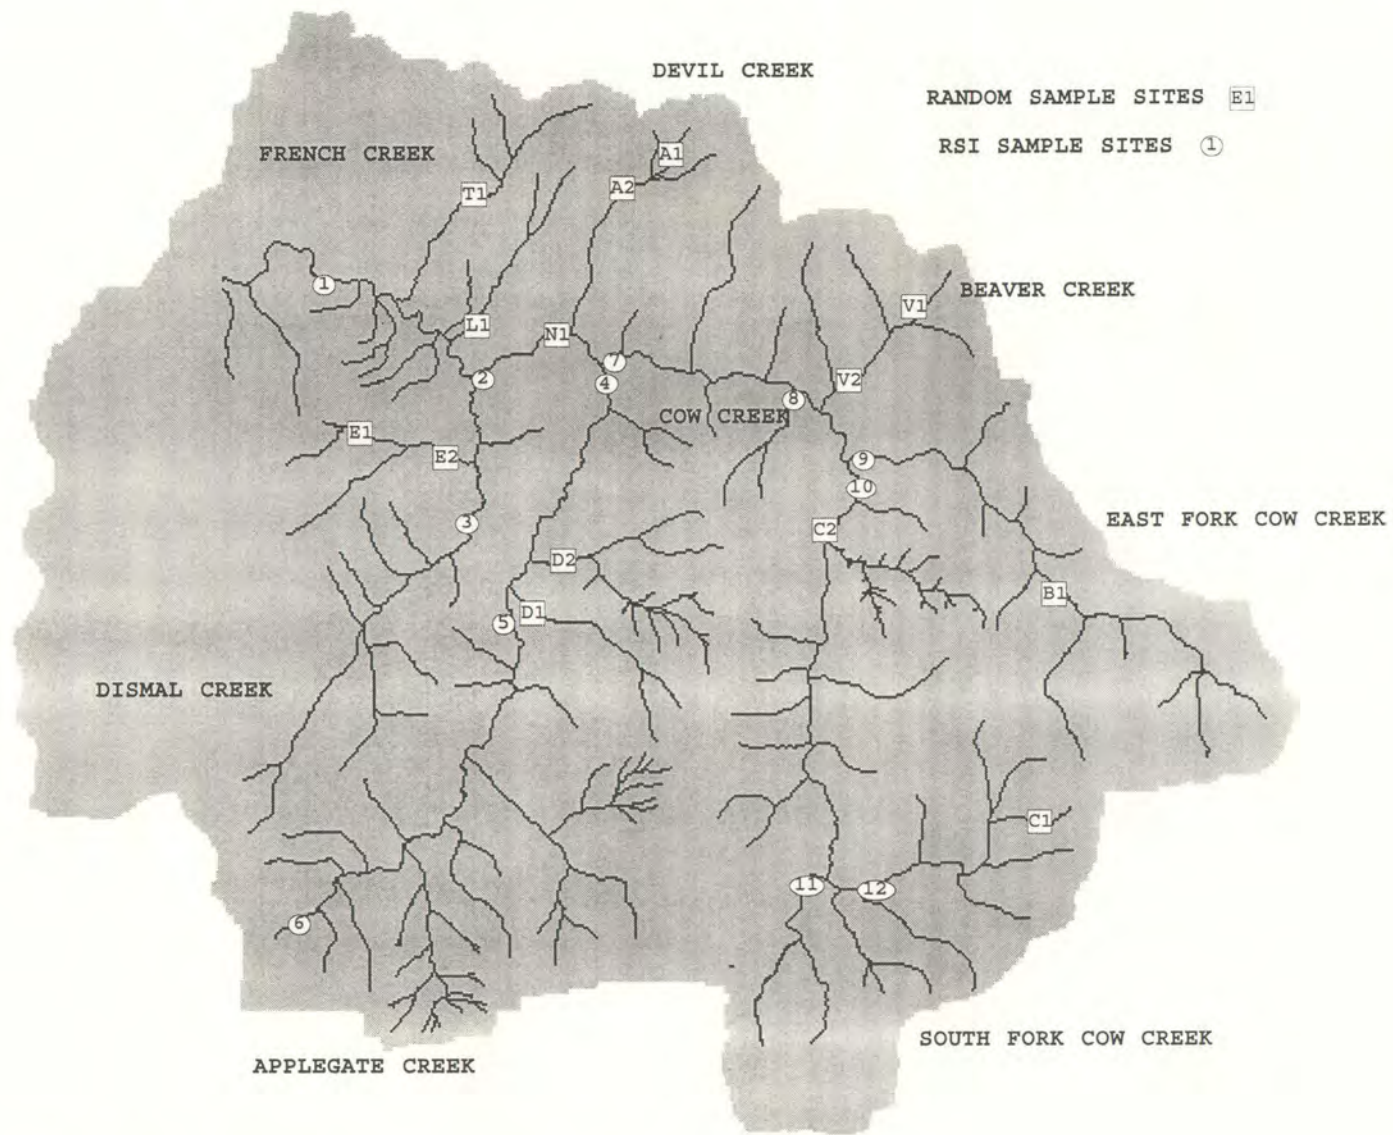 DEVIL CREEK
RANDOM SAMPLE SITES E1
RSI SAMPLE SITES 1
FRENCH CREEK
A1
A2
T1
1
BEAVER CREEK
V1
L1
N1
7
2
4
V2
8
COW CREEK
E1
E2
9
10
3
C2
EAST FORK COW CREEK
D2
B1
D1
5
DISMAL CREEK
C1
11
12
6
SOUTH FORK COW CREEK
APPLEGATE CREEK